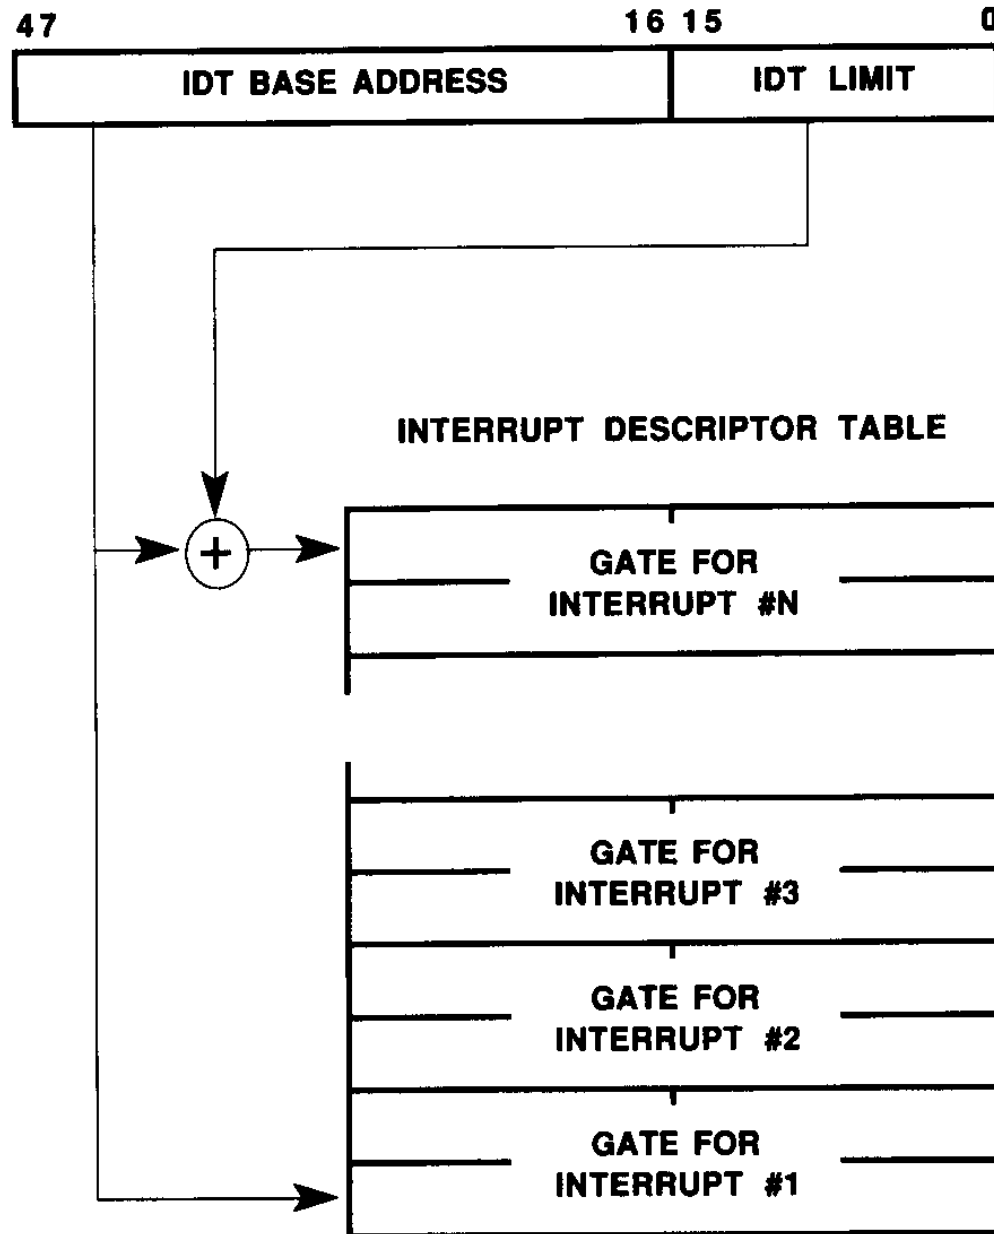 47 16 15 0
IDT BASE ADDRESS IDT LIMIT
INTERRUPT DESCRIPTOR TABLE
+
GATE FOR
INTERRUPT #N
GATE FOR
INTERRUPT #3
GATE FOR
INTERRUPT #2
GATE FOR
INTERRUPT #1